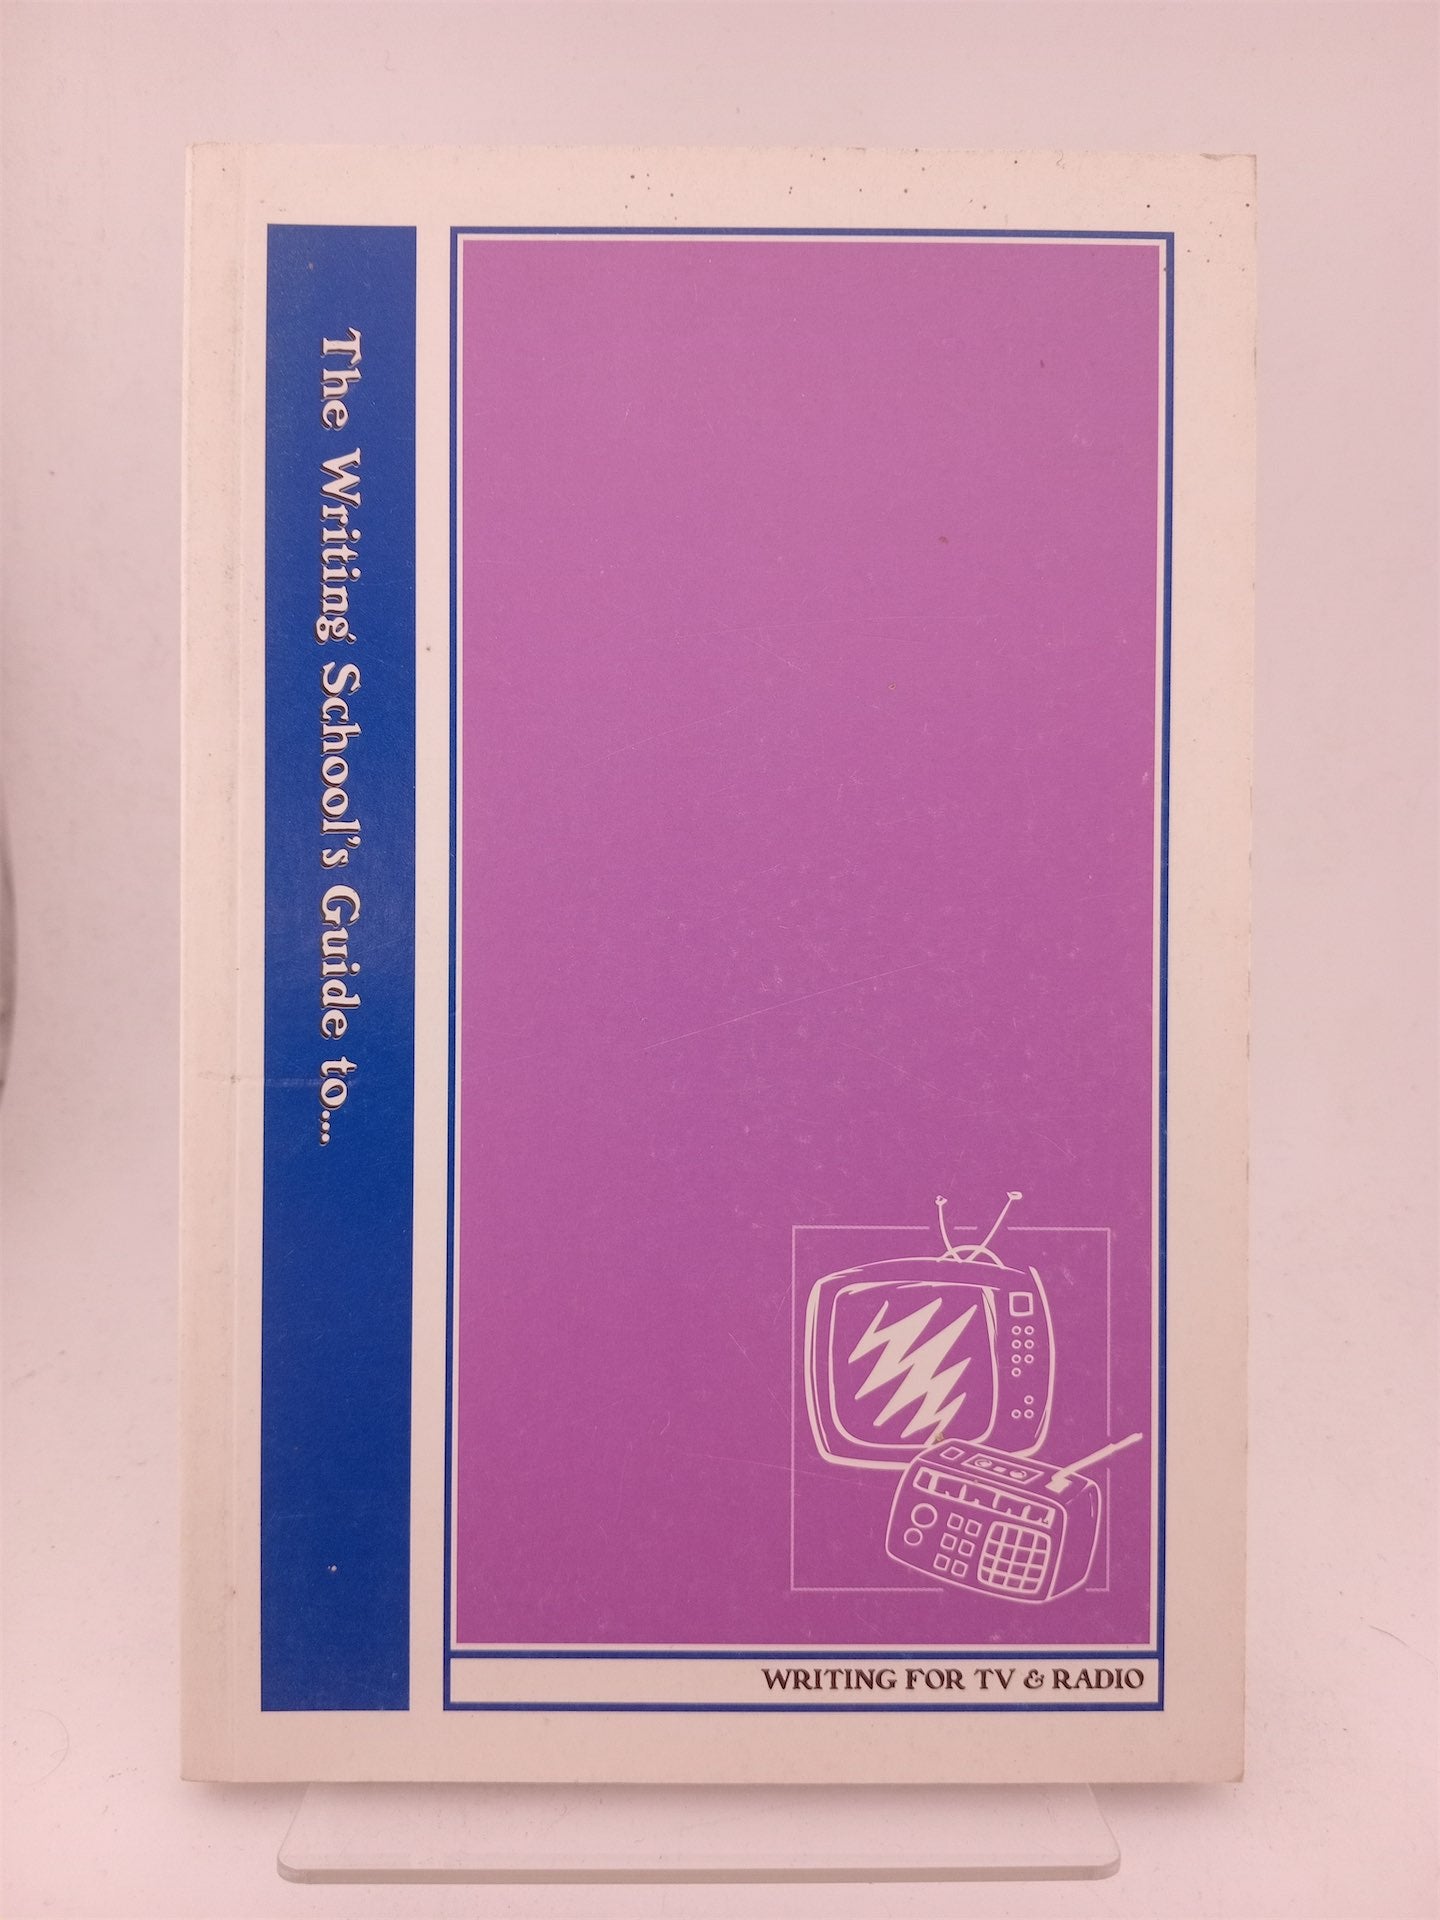 The Writing School's Guide to...
WRITING FOR TV & RADIO